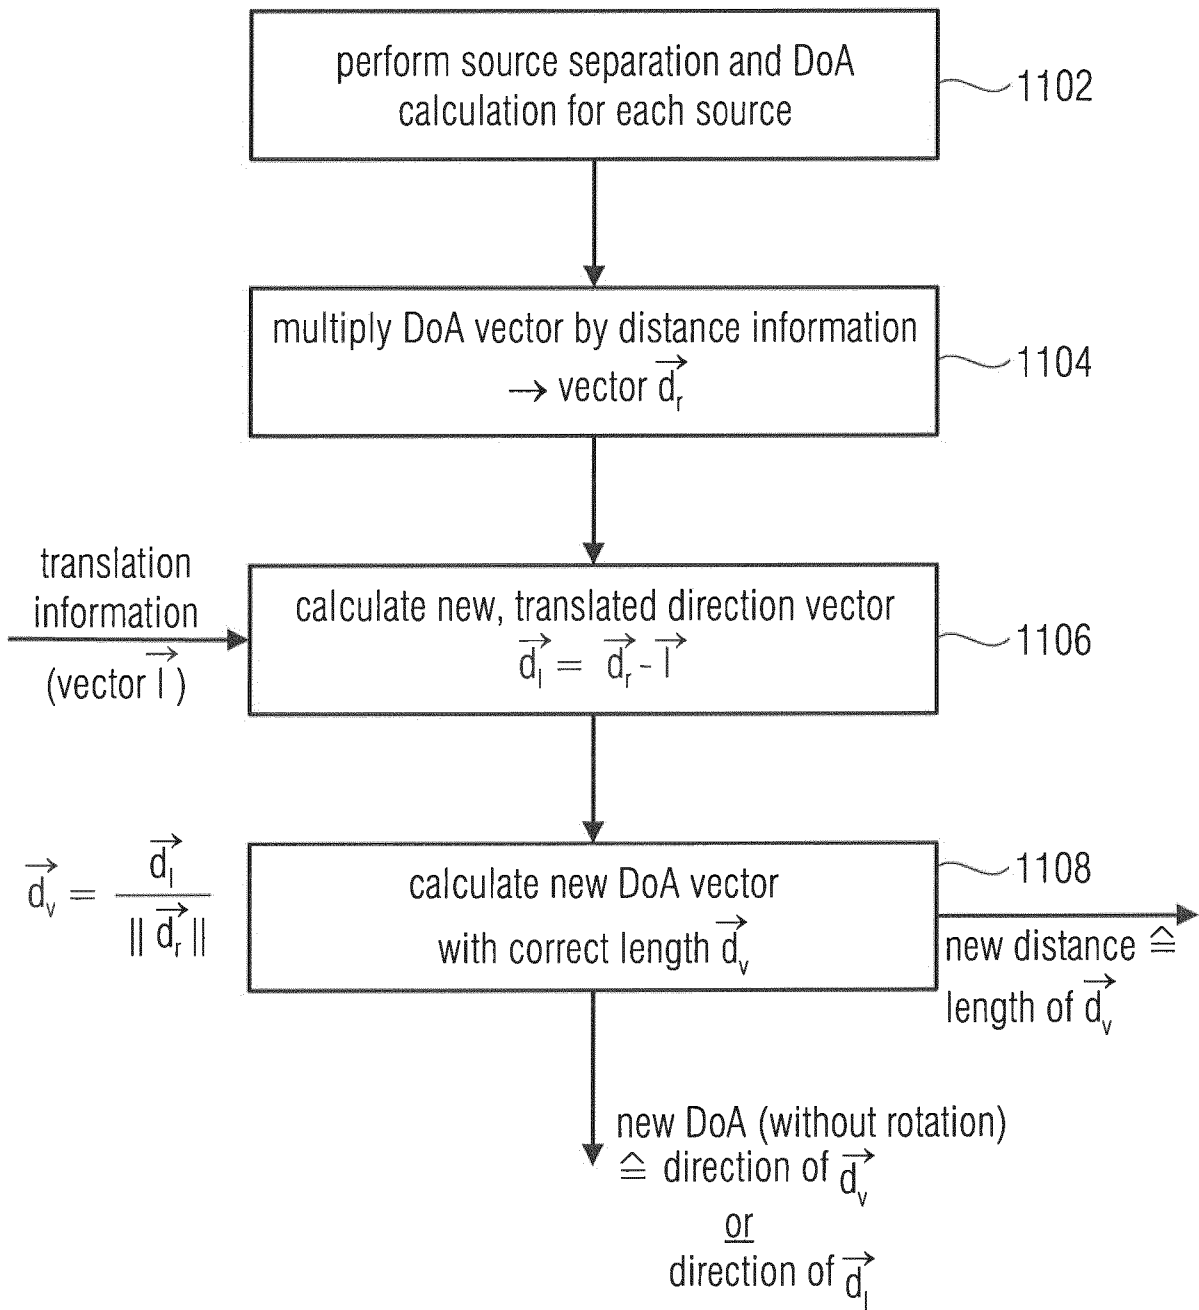 perform source separation and DoA
calculation for each source
1102
multiply DoA vector by distance information
→ vector d⃗ᵣ
1104
translation
information
(vector l⃗ )
calculate new, translated direction vector
d⃗ₗ = d⃗ᵣ - l⃗
1106
d⃗ᵥ = d⃗ₗ / || d⃗ᵣ ||
calculate new DoA vector
with correct length d⃗ᵥ
1108
new distance ≙
length of d⃗ᵥ
new DoA (without rotation)
≙ direction of d⃗ᵥ
or
direction of d⃗ₗ